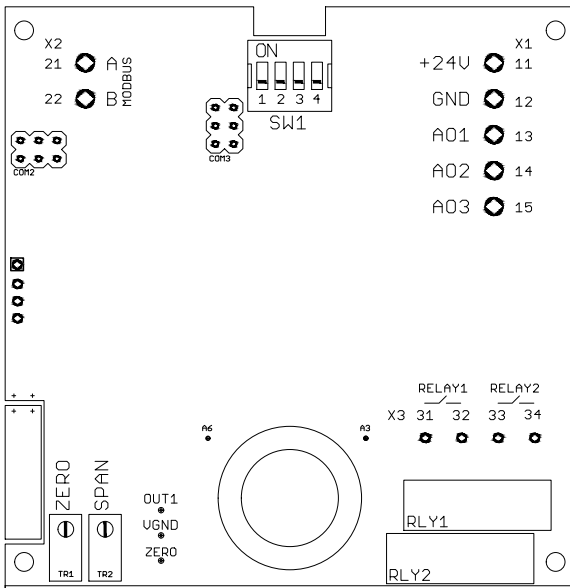 ON
1 2 3 4
SW1
X2
21 A
22 B
MODBUS
COM2
COM3
X1
+24V 11
GND 12
AO1 13
AO2 14
AO3 15
RELAY1 RELAY2
X3 31 32 33 34
A6
A3
ZERO
SPAN
TR1
TR2
OUT1
VGND
ZERO
RLY1
RLY2